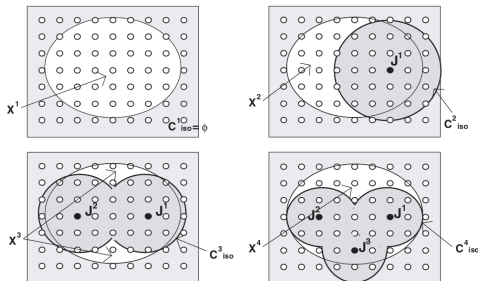 X¹
C¹iso = ϕ
J¹
X²
C²iso
J²
J¹
X³
C³iso
J²
J¹
J³
X⁴
C⁴iso